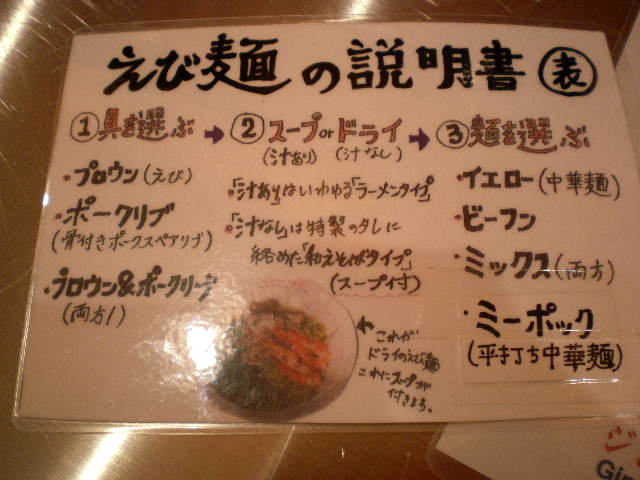 えび麺の説明書 表
①具を選ぶ→②スープorドライ→③麺を選ぶ
(汁あり)(汁なし)
・プロウン(えび)
・ポークリブ
(骨付きポークスペアリブ)
・プロウン&ポークリブ
(両方!)
・「汁あり」はいわゆる「ラーメンタイプ」
・「汁なし」は特製のタレに
絡めた「和えそばタイプ」
(スープ付)
これが
ドライのえび麺
これにスープが
付きます。
・イエロー(中華麺)
・ビーフン
・ミックス(両方)
・ミーポック
(平打ち中華麺)